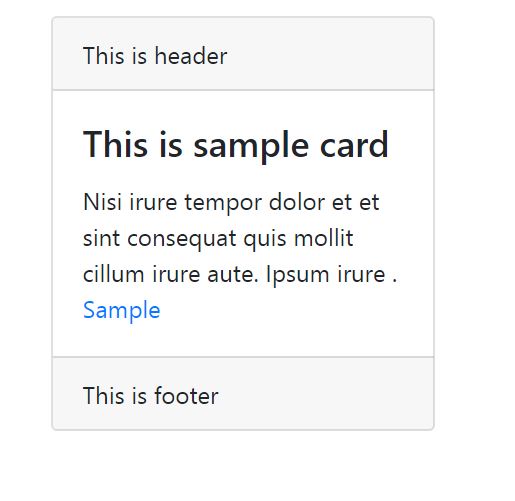 This is header
This is sample card
Nisi irure tempor dolor et et
sint consequat quis mollit
cillum irure aute. Ipsum irure .
Sample
This is footer